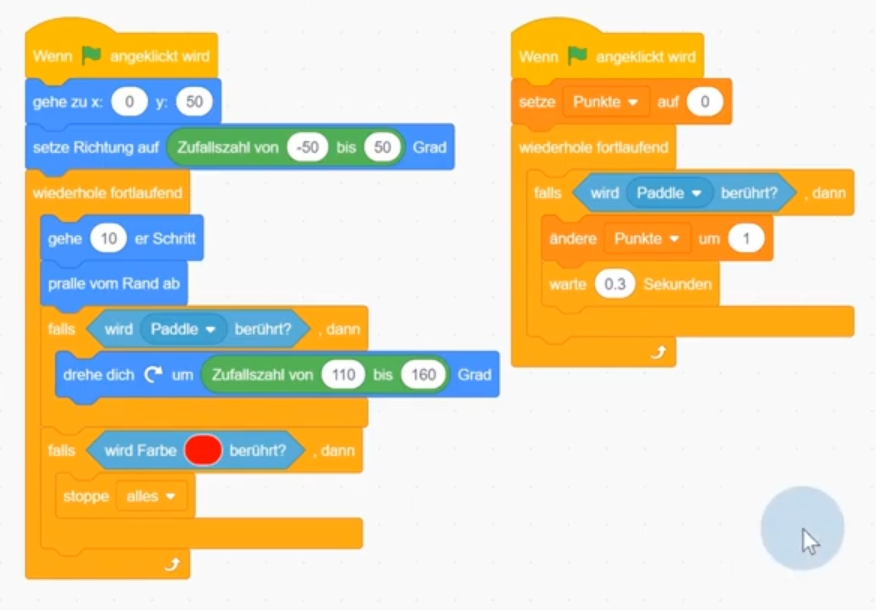 Wenn angeklickt wird
gehe zu x: 0 y: 50
setze Richtung auf Zufallszahl von -50 bis 50 Grad
wiederhole fortlaufend
gehe 10 er Schritt
pralle vom Rand ab
falls wird Paddle berührt? , dann
drehe dich um Zufallszahl von 110 bis 160 Grad
falls wird Farbe berührt? , dann
stoppe alles
Wenn angeklickt wird
setze Punkte auf 0
wiederhole fortlaufend
falls wird Paddle berührt? , dann
ändere Punkte um 1
warte 0.3 Sekunden